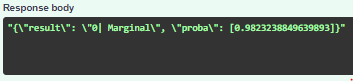 Response body
"{\"result\": \"0| Marginal\", \"proba\": [0.9823238849639893]}"